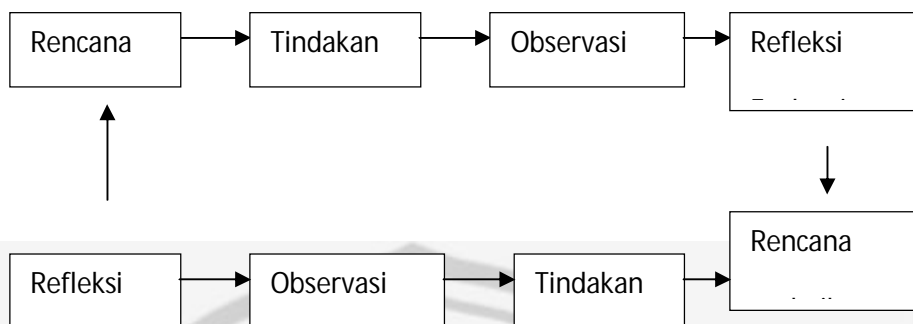 Rencana
Tindakan
Observasi
Refleksi
Rencana
Refleksi
Observasi
Tindakan